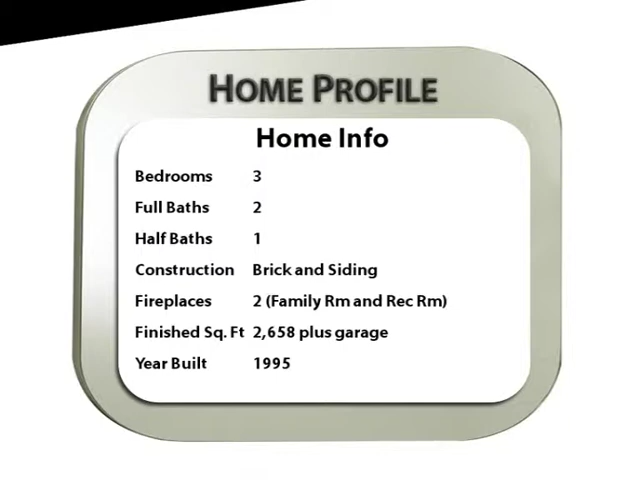 HOME PROFILE
Home Info
Bedrooms 3
Full Baths 2
Half Baths 1
Construction Brick and Siding
Fireplaces 2 (Family Rm and Rec Rm)
Finished Sq. Ft 2,658 plus garage
Year Built 1995